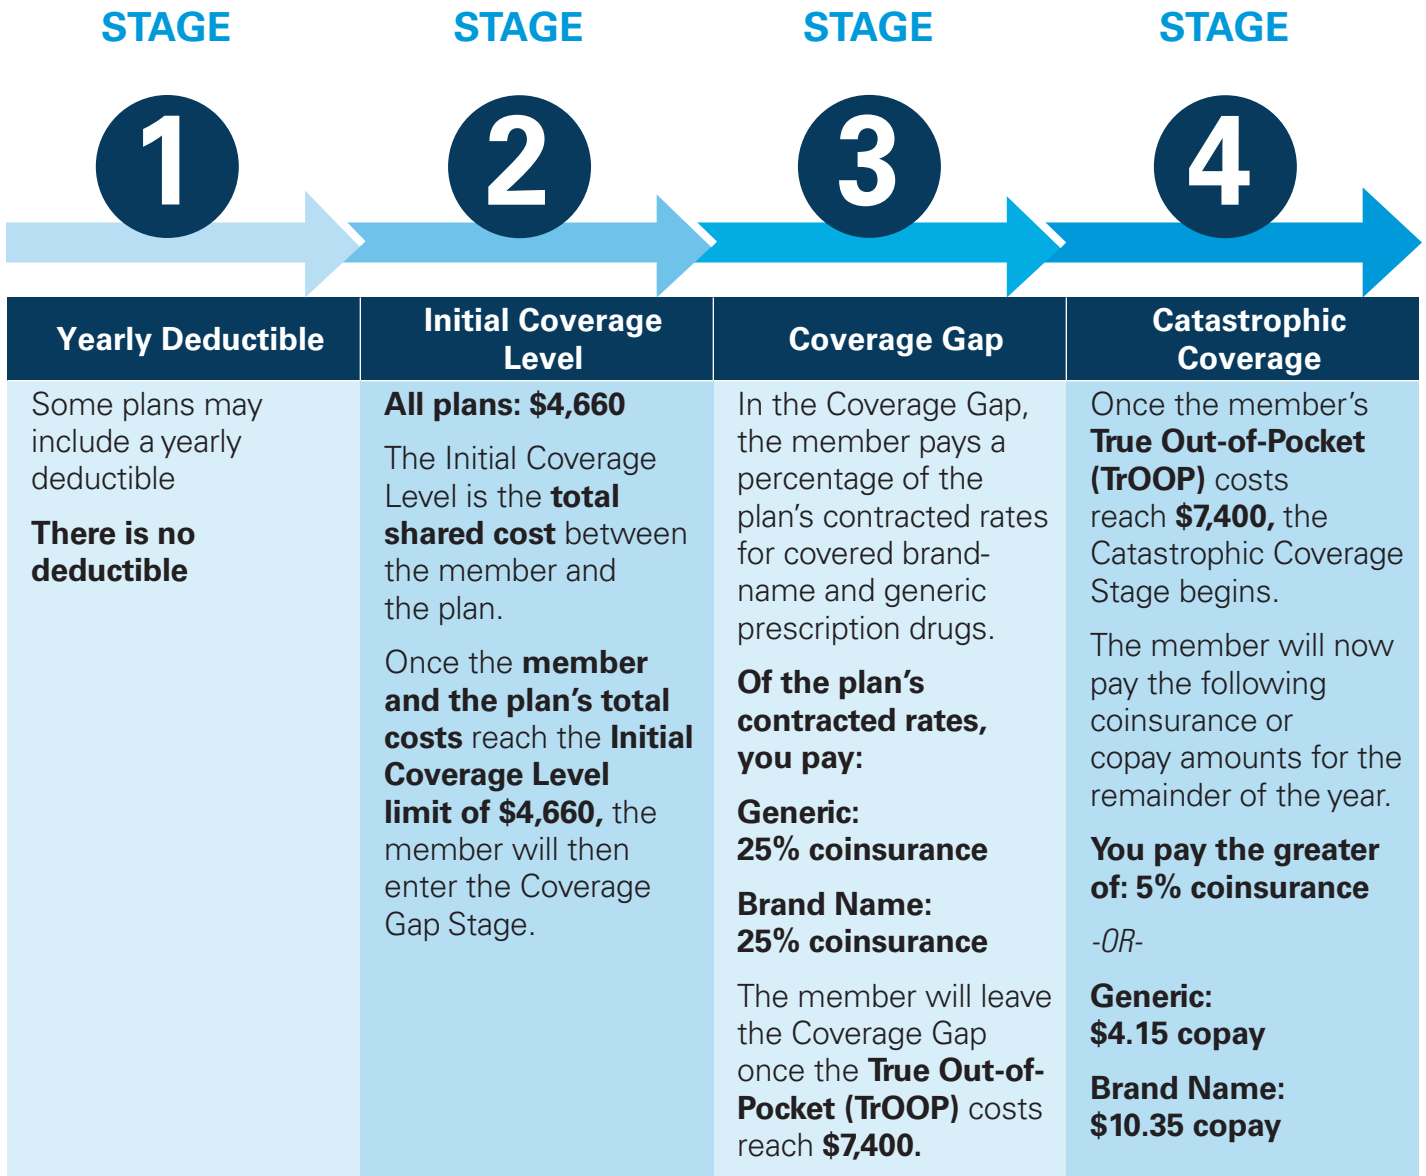 STAGE
STAGE
STAGE
STAGE
1
2
3
4
Yearly Deductible
Some plans may
include a yearly
deductible
There is no
deductible
Initial Coverage
Level
All plans: $4,660
The Initial Coverage
Level is the total
shared cost between
the member and
the plan.
Once the member
and the plan’s total
costs reach the Initial
Coverage Level
limit of $4,660, the
member will then
enter the Coverage
Gap Stage.
Coverage Gap
In the Coverage Gap,
the member pays a
percentage of the
plan’s contracted rates
for covered brand-
name and generic
prescription drugs.
Of the plan’s
contracted rates,
you pay:
Generic:
25% coinsurance
Brand Name:
25% coinsurance
The member will leave
the Coverage Gap
once the True Out-of-
Pocket (TrOOP) costs
reach $7,400.
Catastrophic
Coverage
Once the member’s
True Out-of-Pocket
(TrOOP) costs
reach $7,400, the
Catastrophic Coverage
Stage begins.
The member will now
pay the following
coinsurance or
copay amounts for the
remainder of the year.
You pay the greater
of: 5% coinsurance
-OR-
Generic:
$4.15 copay
Brand Name:
$10.35 copay